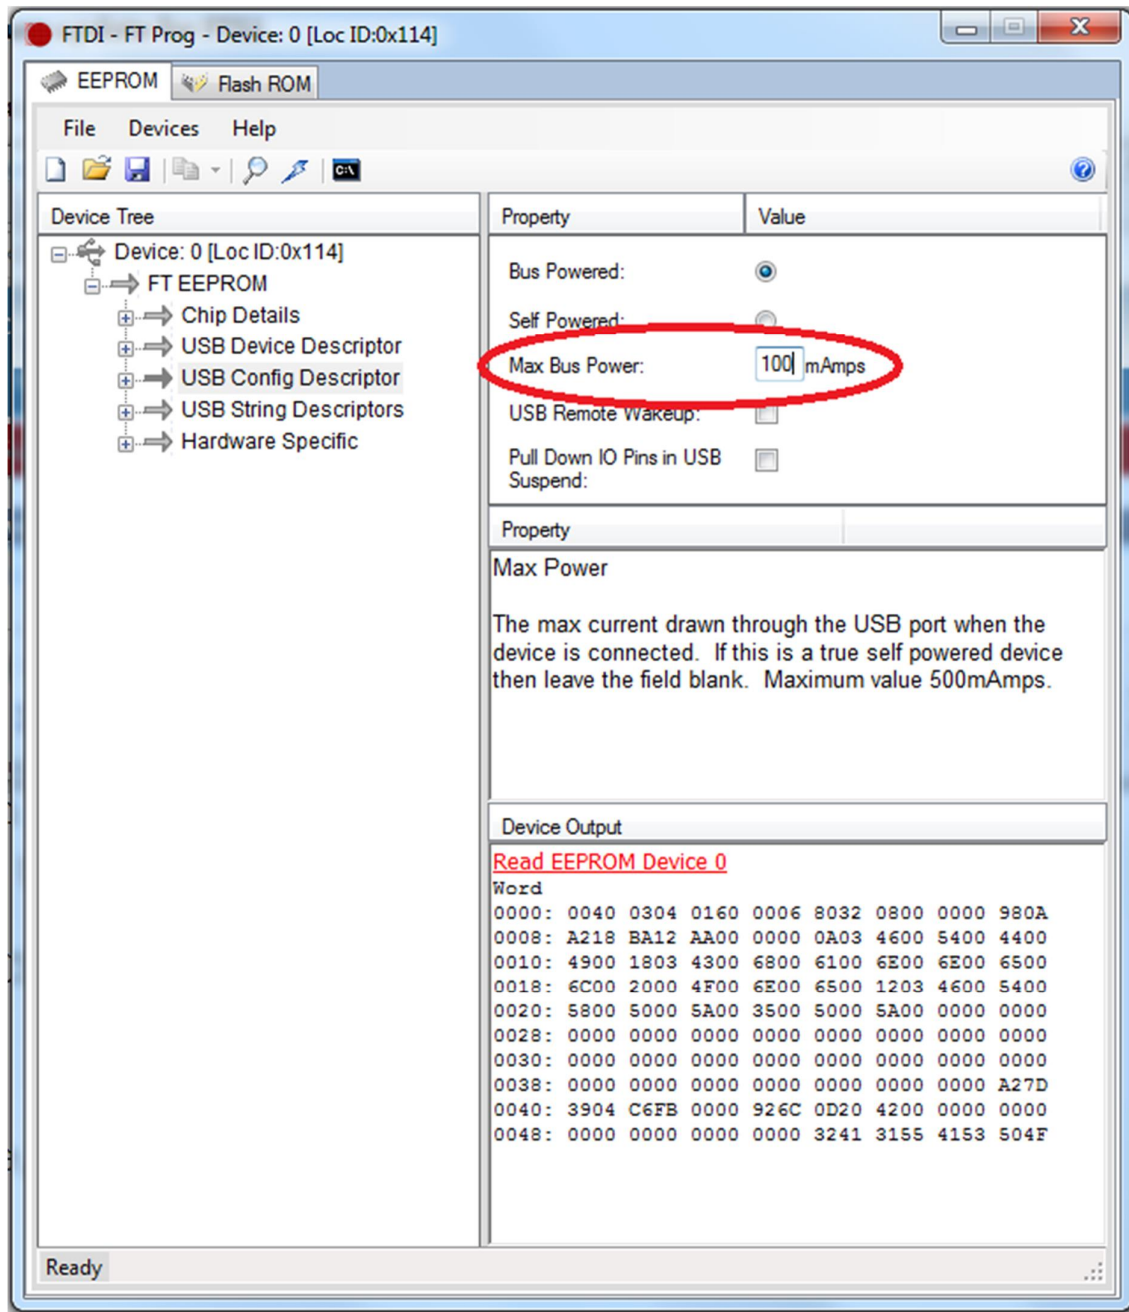 FTDI - FT Prog - Device: 0 [Loc ID:0x114]
EEPROM Flash ROM
File Devices Help
C:\
Device Tree
Device: 0 [Loc ID:0x114]
FT EEPROM
Chip Details
USB Device Descriptor
USB Config Descriptor
USB String Descriptors
Hardware Specific
Property Value
Bus Powered:
Self Powered:
Max Bus Power: 100 mAmps
USB Remote Wakeup:
Pull Down IO Pins in USB
Suspend:
Property
Max Power
The max current drawn through the USB port when the
device is connected. If this is a true self powered device
then leave the field blank. Maximum value 500mAmps.
Device Output
Read EEPROM Device 0
Word
0000: 0040 0304 0160 0006 8032 0800 0000 980A
0008: A218 BA12 AA00 0000 0A03 4600 5400 4400
0010: 4900 1803 4300 6800 6100 6E00 6E00 6500
0018: 6C00 2000 4F00 6E00 6500 1203 4600 5400
0020: 5800 5000 5A00 3500 5000 5A00 0000 0000
0028: 0000 0000 0000 0000 0000 0000 0000 0000
0030: 0000 0000 0000 0000 0000 0000 0000 0000
0038: 0000 0000 0000 0000 0000 0000 0000 A27D
0040: 3904 C6FB 0000 926C 0D20 4200 0000 0000
0048: 0000 0000 0000 0000 3241 3155 4153 504F
Ready